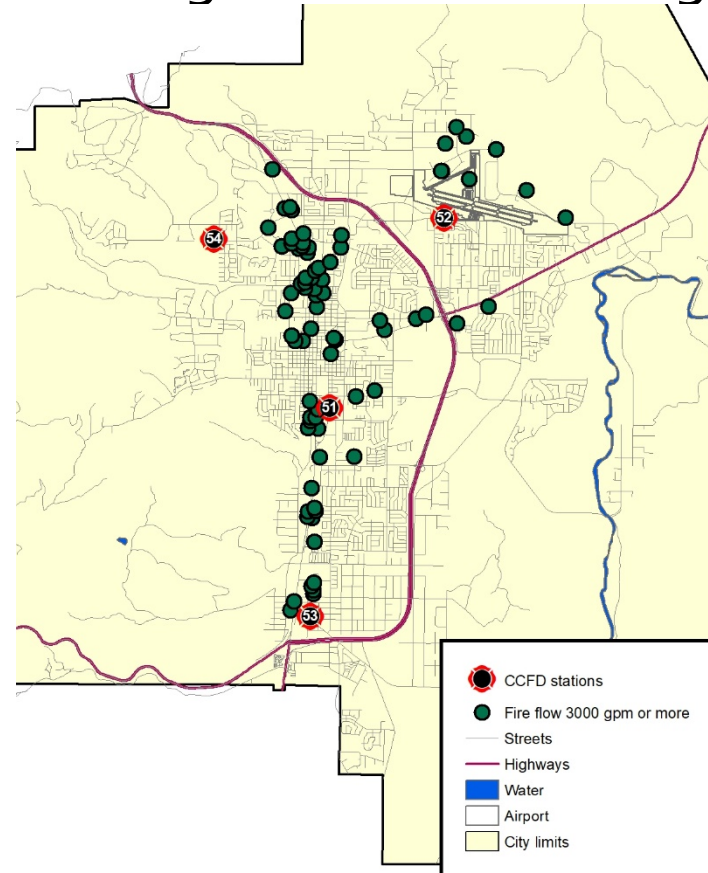 52
54
51
53
CCFD stations
Fire flow 3000 gpm or more
Streets
Highways
Water
Airport
City limits